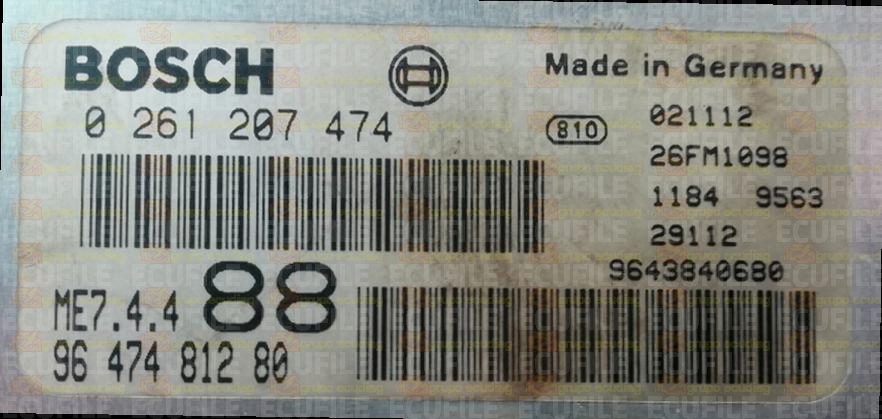 BOSCH
Made in Germany
0 261 207 474
810
021112
26FM1098
1184 9563
29112
9643840680
ME7.4.4 88
96 474 812 80
ECUFILE